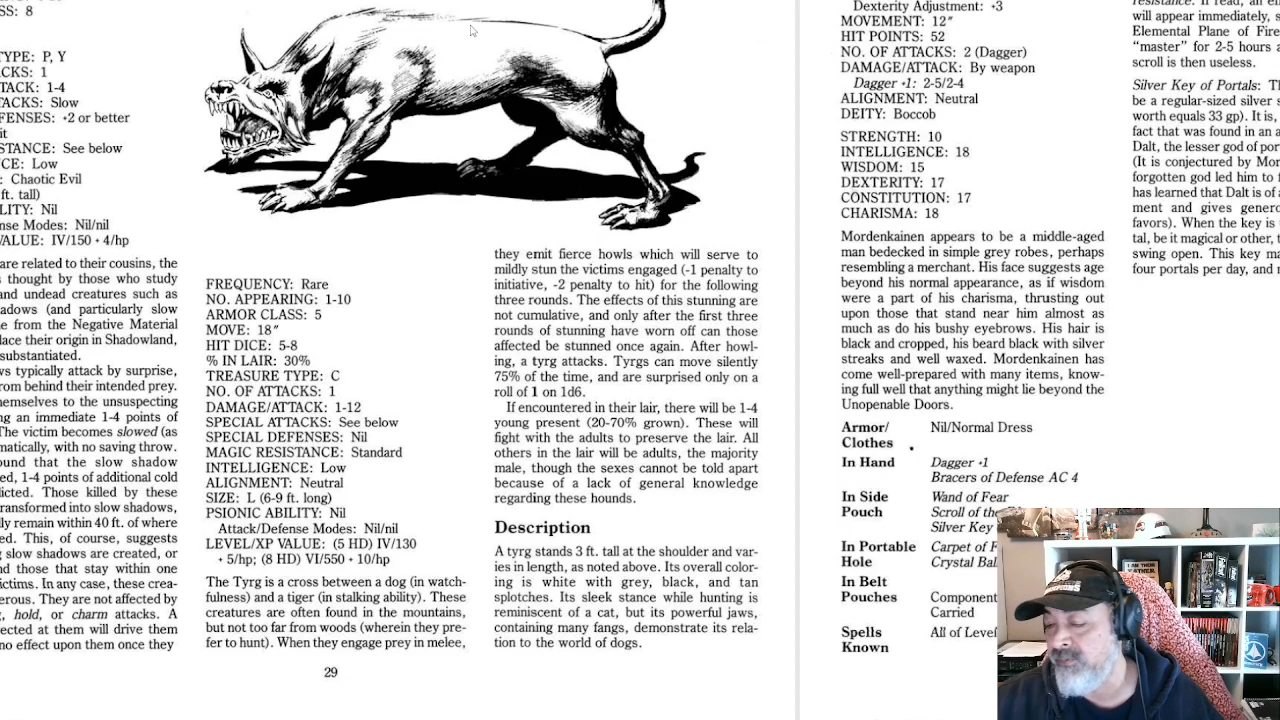 SS: 8
TYPE: P, Y
CKS: 1
TACK: 1-4
TACKS: Slow
FENSES: +2 or better
it
STANCE: See below
CE: Low
: Chaotic Evil
ft. tall)
LITY: Nil
nse Modes: Nil/nil
VALUE: IV/150 + 4/hp
are related to their cousins, the
s thought by those who study
and undead creatures such as
adows (and particularly slow
e from the Negative Material
lace their origin in Shadowland,
substantiated.
ws typically attack by surprise,
rom behind their intended prey.
hemselves to the unsuspecting
ng an immediate 1-4 points of
The victim becomes slowed (as
matically, with no saving throw.
ound that the slow shadow
ed, 1-4 points of additional cold
licted. Those killed by these
transformed into slow shadows,
lly remain within 40 ft. of where
ed. This, of course, suggests
g slow shadows are created, or
nd those that stay within one
ictims. In any case, these crea-
erous. They are not affected by
, hold, or charm attacks. A
ected at them will drive them
no effect upon them once they
FREQUENCY: Rare
NO. APPEARING: 1-10
ARMOR CLASS: 5
MOVE: 18"
HIT DICE: 5-8
% IN LAIR: 30%
TREASURE TYPE: C
NO. OF ATTACKS: 1
DAMAGE/ATTACK: 1-12
SPECIAL ATTACKS: See below
SPECIAL DEFENSES: Nil
MAGIC RESISTANCE: Standard
INTELLIGENCE: Low
ALIGNMENT: Neutral
SIZE: L (6-9 ft. long)
PSIONIC ABILITY: Nil
Attack/Defense Modes: Nil/nil
LEVEL/XP VALUE: (5 HD) IV/130
+ 5/hp; (8 HD) VI/550 + 10/hp
The Tyrg is a cross between a dog (in watch-
fulness) and a tiger (in stalking ability). These
creatures are often found in the mountains,
but not too far from woods (wherein they pre-
fer to hunt). When they engage prey in melee,
29
they emit fierce howls which will serve to
mildly stun the victims engaged (-1 penalty to
initiative, -2 penalty to hit) for the following
three rounds. The effects of this stunning are
not cumulative, and only after the first three
rounds of stunning have worn off can those
affected be stunned once again. After howl-
ing, a tyrg attacks. Tyrgs can move silently
75% of the time, and are surprised only on a
roll of 1 on 1d6.
If encountered in their lair, there will be 1-4
young present (20-70% grown). These will
fight with the adults to preserve the lair. All
others in the lair will be adults, the majority
male, though the sexes cannot be told apart
because of a lack of general knowledge
regarding these hounds.
Description
A tyrg stands 3 ft. tall at the shoulder and var-
ies in length, as noted above. Its overall color-
ing is white with grey, black, and tan
splotches. Its sleek stance while hunting is
reminiscent of a cat, but its powerful jaws,
containing many fangs, demonstrate its rela-
tion to the world of dogs.
Dexterity Adjustment: +3
MOVEMENT: 12"
HIT POINTS: 52
NO. OF ATTACKS: 2 (Dagger)
DAMAGE/ATTACK: By weapon
Dagger +1: 2-5/2-4
ALIGNMENT: Neutral
DEITY: Boccob
STRENGTH: 10
INTELLIGENCE: 18
WISDOM: 15
DEXTERITY: 17
CONSTITUTION: 17
CHARISMA: 18
Mordenkainen appears to be a middle-aged
man bedecked in simple grey robes, perhaps
resembling a merchant. His face suggests age
beyond his normal appearance, as if wisdom
were a part of his charisma, thrusting out
upon those that stand near him almost as
much as do his bushy eyebrows. His hair is
black and cropped, his beard black with silver
streaks and well waxed. Mordenkainen has
come well-prepared with many items, know-
ing full well that anything might lie beyond the
Unopenable Doors.
Armor/ Nil/Normal Dress
Clothes
In Hand Dagger +1
Bracers of Defense AC 4
In Side Wand of Fear
Pouch Scroll of the
Silver Key
In Portable Carpet of F
Hole Crystal Bal
In Belt
Pouches Component
Carried
Spells All of Level
Known
resistance. If read, an el
will appear immediately, s
Elemental Plane of Fire
"master" for 2-5 hours a
scroll is then useless.
Silver Key of Portals: Th
be a regular-sized silver
worth equals 33 gp). It is,
fact that was found in an a
Dalt, the lesser god of por
(It is conjectured by Mor
forgotten god led him to f
has learned that Dalt is of
ment and gives genero
favors). When the key is
tal, be it magical or other, t
swing open. This key ma
four portals per day, and
I AM THEIR
FATHER